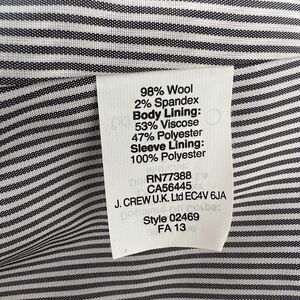 98% Wool
2% Spandex
Body Lining:
53% Viscose
47% Polyester
Sleeve Lining:
100% Polyester
RN77388
CA56445
J. CREW U.K. Ltd EC4V 6JA
Style 02469
FA 13